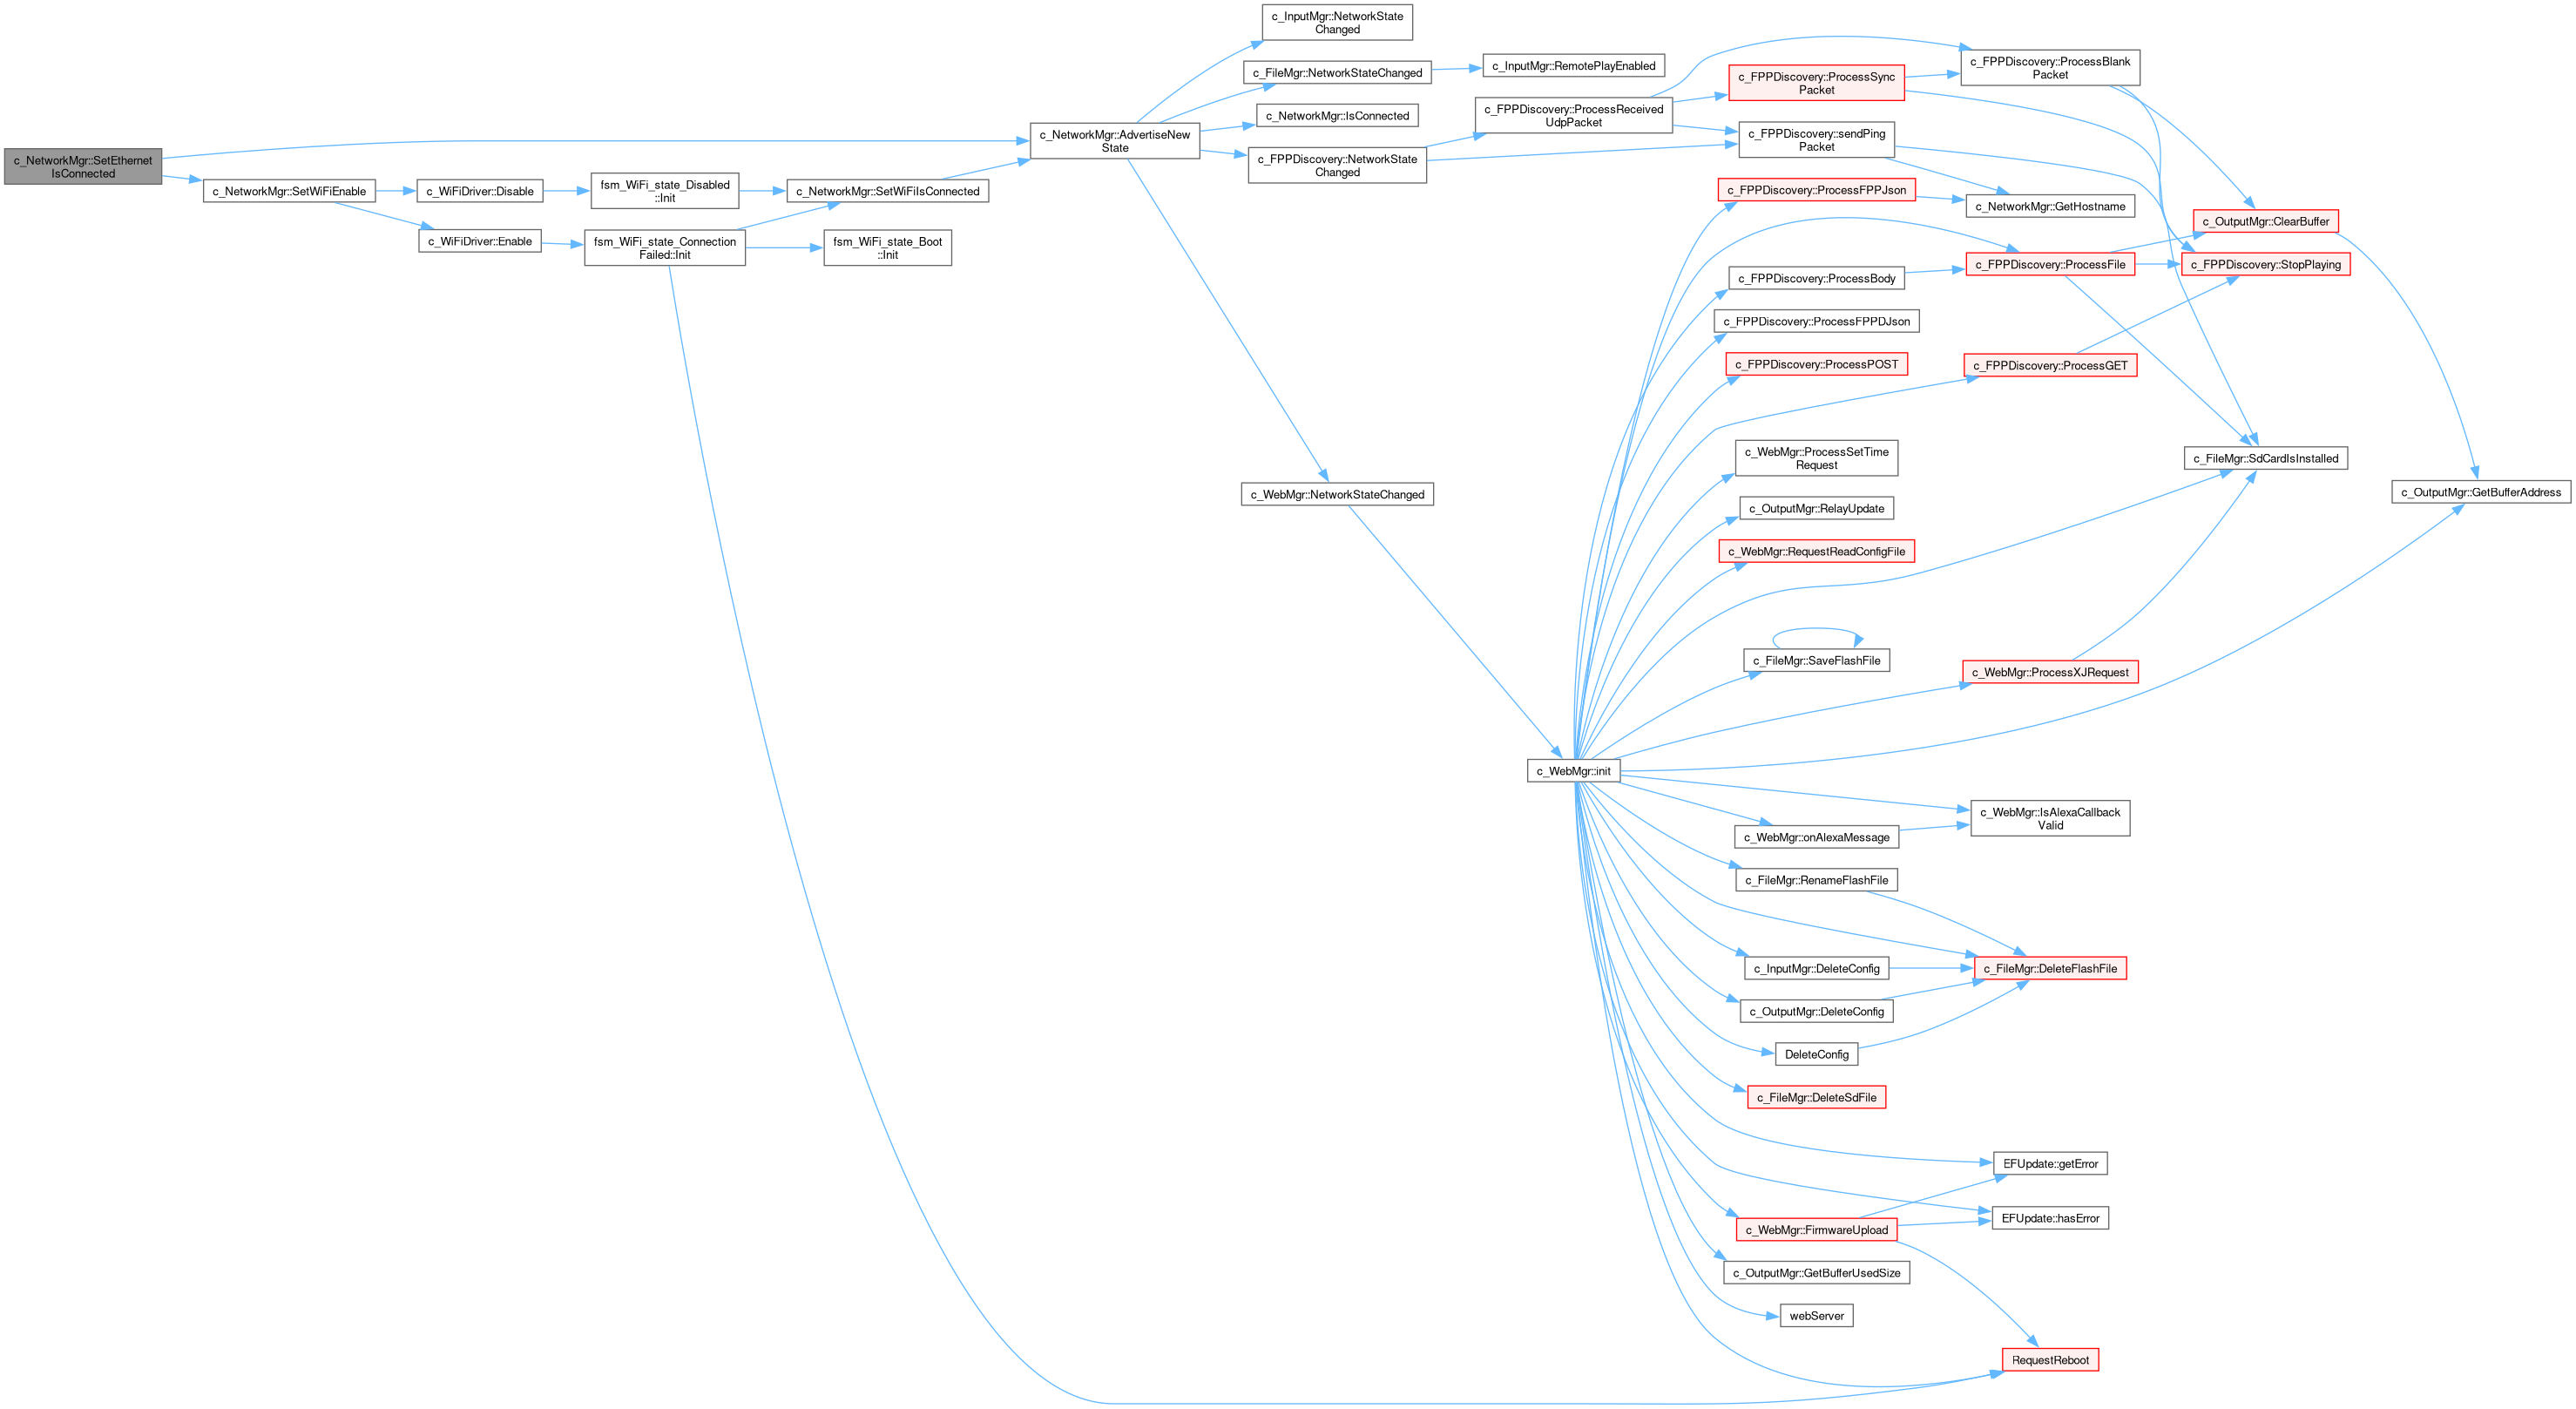 c_NetworkMgr::SetEthernet
IsConnected
c_NetworkMgr::SetWiFiEnable
c_WiFiDriver::Disable
c_WiFiDriver::Enable
fsm_WiFi_state_Disabled
::Init
fsm_WiFi_state_Connection
Failed::Init
c_NetworkMgr::SetWiFiIsConnected
fsm_WiFi_state_Boot
::Init
c_NetworkMgr::AdvertiseNew
State
c_InputMgr::NetworkState
Changed
c_FileMgr::NetworkStateChanged
c_NetworkMgr::IsConnected
c_FPPDiscovery::NetworkState
Changed
c_WebMgr::NetworkStateChanged
c_InputMgr::RemotePlayEnabled
c_FPPDiscovery::ProcessReceived
UdpPacket
c_WebMgr::init
c_FPPDiscovery::ProcessSync
Packet
c_FPPDiscovery::sendPing
Packet
c_FPPDiscovery::ProcessFPPJson
c_FPPDiscovery::ProcessBody
c_FPPDiscovery::ProcessFPPDJson
c_FPPDiscovery::ProcessPOST
c_WebMgr::ProcessSetTime
Request
c_OutputMgr::RelayUpdate
c_WebMgr::RequestReadConfigFile
c_FileMgr::SaveFlashFile
c_WebMgr::onAlexaMessage
c_FileMgr::RenameFlashFile
c_InputMgr::DeleteConfig
c_OutputMgr::DeleteConfig
DeleteConfig
c_FileMgr::DeleteSdFile
c_WebMgr::FirmwareUpload
c_OutputMgr::GetBufferUsedSize
webServer
c_FPPDiscovery::ProcessBlank
Packet
c_NetworkMgr::GetHostname
c_FPPDiscovery::ProcessFile
c_FPPDiscovery::ProcessGET
c_WebMgr::ProcessXJRequest
c_WebMgr::IsAlexaCallback
Valid
c_FileMgr::DeleteFlashFile
EFUpdate::getError
EFUpdate::hasError
RequestReboot
c_OutputMgr::ClearBuffer
c_FPPDiscovery::StopPlaying
c_FileMgr::SdCardIsInstalled
c_OutputMgr::GetBufferAddress